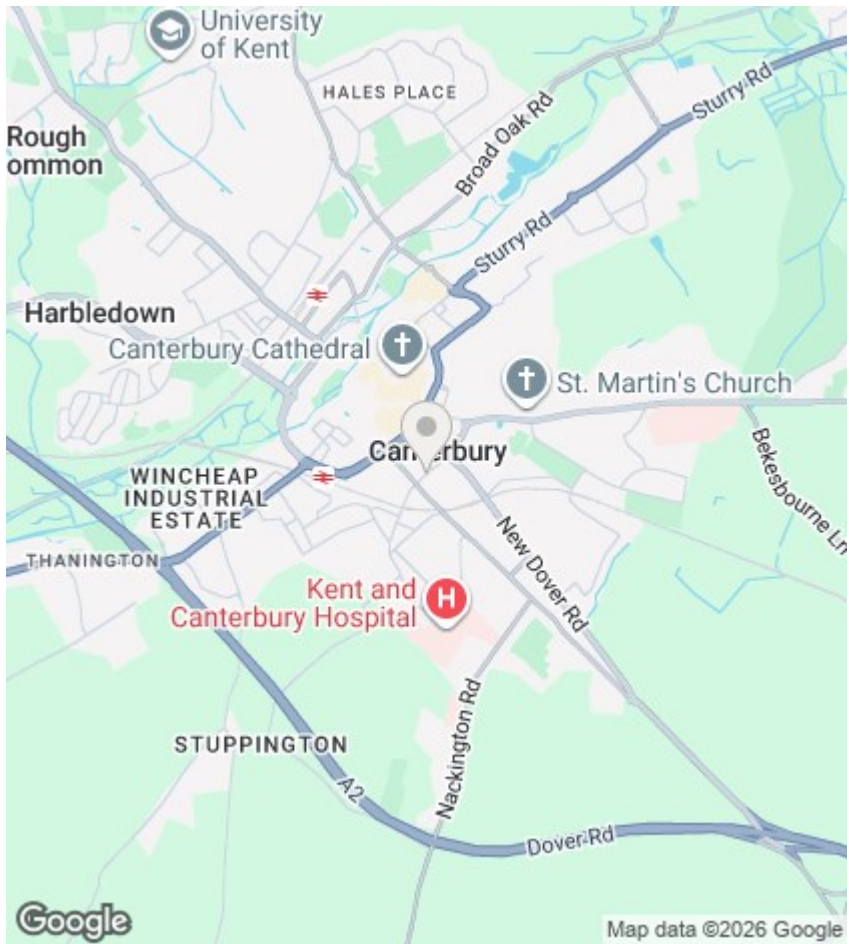 University
of Kent
HALES PLACE
Sturry Rd
Rough
ommon
Broad Oak Rd
Sturry Rd
Harbledown
Canterbury Cathedral
St. Martin's Church
Canterbury
WINCHEAP
INDUSTRIAL
ESTATE
Bekesbourne Ln
THANINGTON
New Dover Rd
Kent and
Canterbury Hospital
H
Nackington Rd
STUPPINGTON
A2
Dover Rd
Google
Map data ©2026 Google